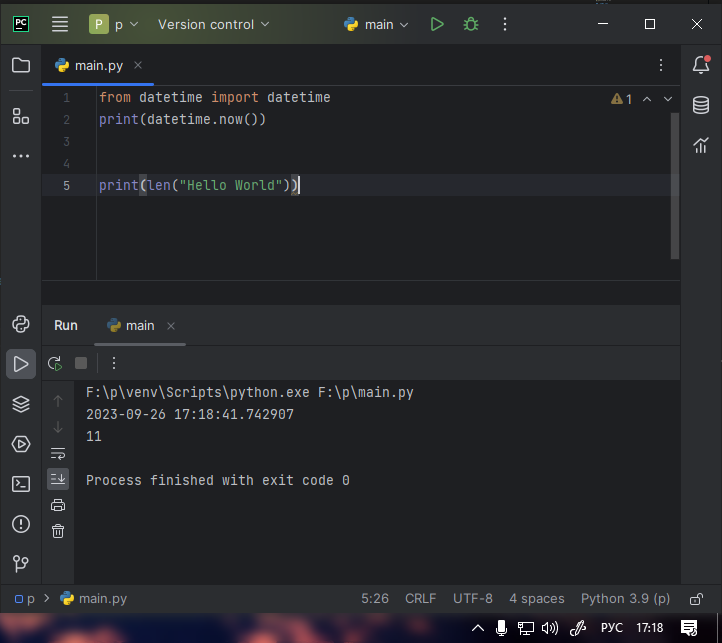 PC P p Version control main
main.py
1 from datetime import datetime 1
2 print(datetime.now())
3
4
5 print(len("Hello World"))
Run main
F:\p\venv\Scripts\python.exe F:\p\main.py
2023-09-26 17:18:41.742907
11
Process finished with exit code 0
p main.py 5:26 CRLF UTF-8 4 spaces Python 3.9 (p)
РУС 17:18